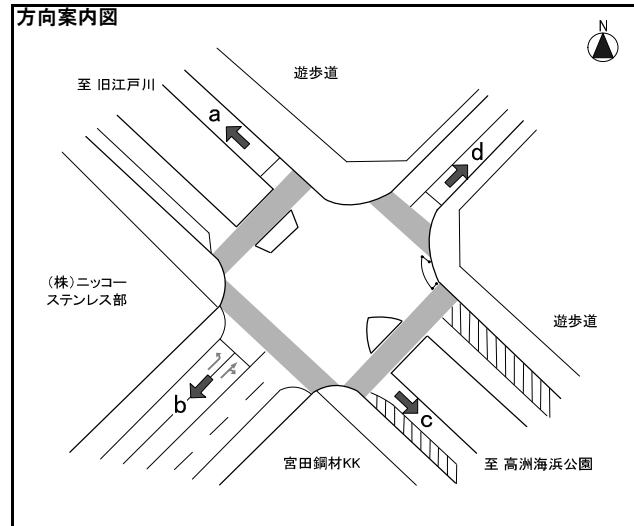 方向案内図
N
遊歩道
至 旧江戸川
a
d
(株)ニッコー
ステンレス部
遊歩道
b
c
宮田鋼材KK
至 高洲海浜公園